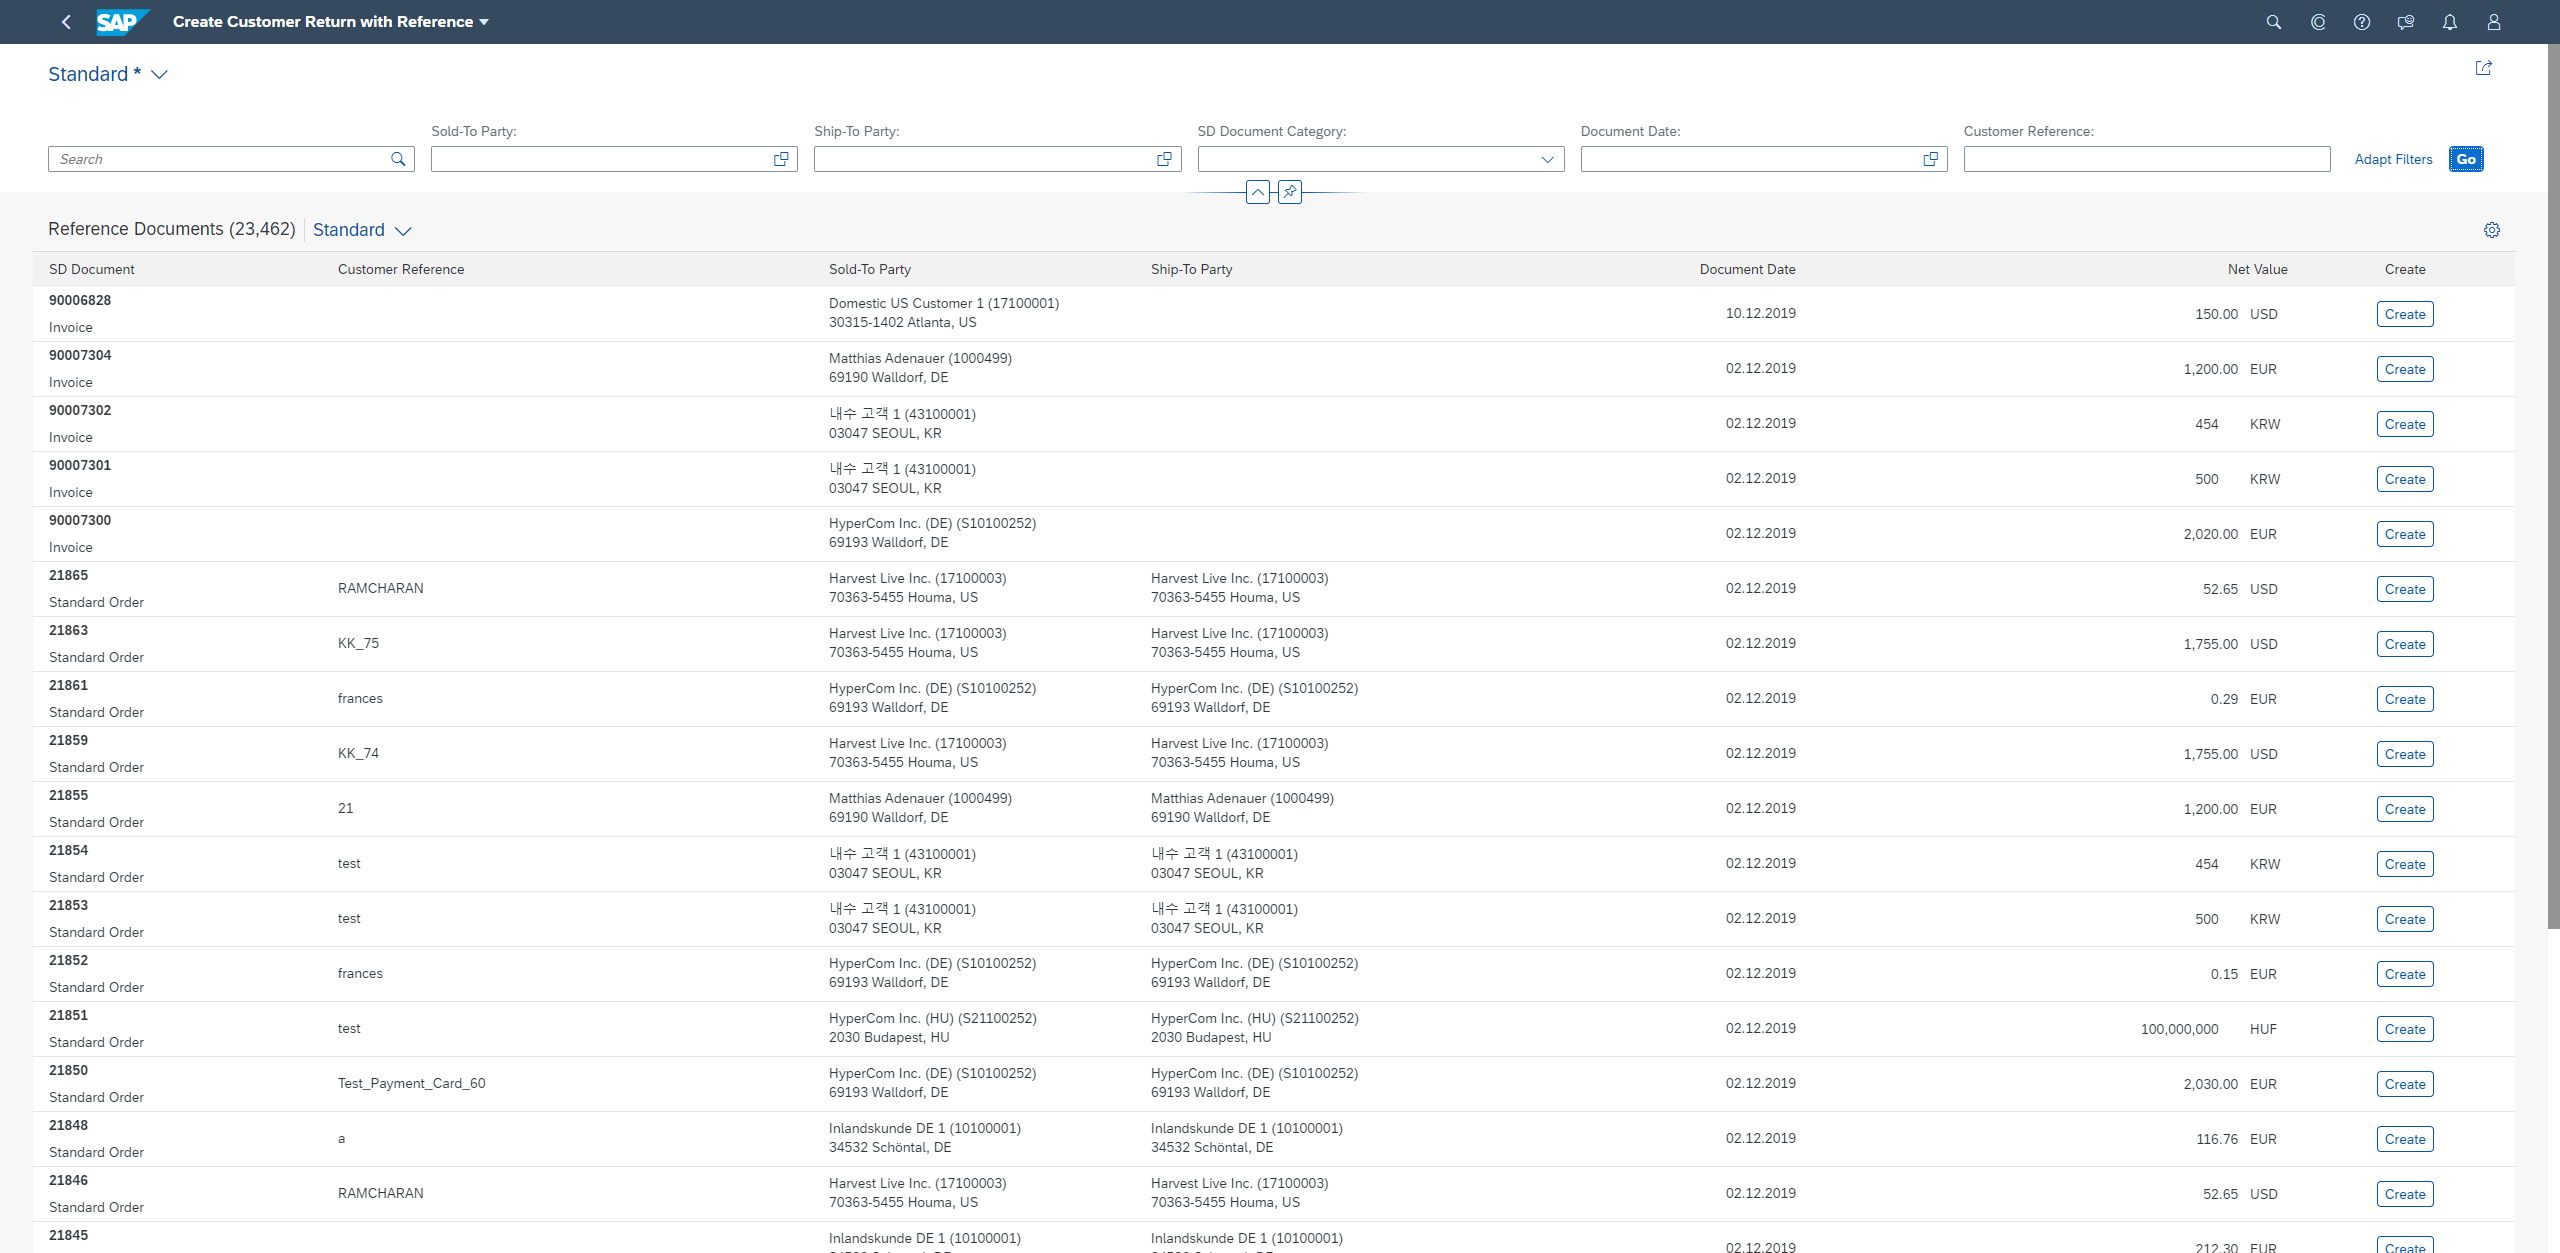 SAP Create Customer Return with Reference
Standard *
Sold-To Party: Ship-To Party: SD Document Category: Document Date: Customer Reference:
Search Adapt Filters Go
Reference Documents (23,462) Standard
SD Document Customer Reference Sold-To Party Ship-To Party Document Date Net Value Create
90006828
Invoice
Domestic US Customer 1 (17100001)
30315-1402 Atlanta, US
10.12.2019 150.00 USD Create
90007304
Invoice
Matthias Adenauer (1000499)
69190 Walldorf, DE
02.12.2019 1,200.00 EUR Create
90007302
Invoice
내수 고객 1 (43100001)
03047 SEOUL, KR
02.12.2019 454 KRW Create
90007301
Invoice
내수 고객 1 (43100001)
03047 SEOUL, KR
02.12.2019 500 KRW Create
90007300
Invoice
HyperCom Inc. (DE) (S10100252)
69193 Walldorf, DE
02.12.2019 2,020.00 EUR Create
21865
Standard Order
RAMCHARAN
Harvest Live Inc. (17100003)
70363-5455 Houma, US
Harvest Live Inc. (17100003)
70363-5455 Houma, US
02.12.2019 52.65 USD Create
21863
Standard Order
KK_75
Harvest Live Inc. (17100003)
70363-5455 Houma, US
Harvest Live Inc. (17100003)
70363-5455 Houma, US
02.12.2019 1,755.00 USD Create
21861
Standard Order
frances
HyperCom Inc. (DE) (S10100252)
69193 Walldorf, DE
HyperCom Inc. (DE) (S10100252)
69193 Walldorf, DE
02.12.2019 0.29 EUR Create
21859
Standard Order
KK_74
Harvest Live Inc. (17100003)
70363-5455 Houma, US
Harvest Live Inc. (17100003)
70363-5455 Houma, US
02.12.2019 1,755.00 USD Create
21855
Standard Order
21
Matthias Adenauer (1000499)
69190 Walldorf, DE
Matthias Adenauer (1000499)
69190 Walldorf, DE
02.12.2019 1,200.00 EUR Create
21854
Standard Order
test
내수 고객 1 (43100001)
03047 SEOUL, KR
내수 고객 1 (43100001)
03047 SEOUL, KR
02.12.2019 454 KRW Create
21853
Standard Order
test
내수 고객 1 (43100001)
03047 SEOUL, KR
내수 고객 1 (43100001)
03047 SEOUL, KR
02.12.2019 500 KRW Create
21852
Standard Order
frances
HyperCom Inc. (DE) (S10100252)
69193 Walldorf, DE
HyperCom Inc. (DE) (S10100252)
69193 Walldorf, DE
02.12.2019 0.15 EUR Create
21851
Standard Order
test
HyperCom Inc. (HU) (S21100252)
2030 Budapest, HU
HyperCom Inc. (HU) (S21100252)
2030 Budapest, HU
02.12.2019 100,000,000 HUF Create
21850
Standard Order
Test_Payment_Card_60
HyperCom Inc. (DE) (S10100252)
69193 Walldorf, DE
HyperCom Inc. (DE) (S10100252)
69193 Walldorf, DE
02.12.2019 2,030.00 EUR Create
21848
Standard Order
a
Inlandskunde DE 1 (10100001)
34532 Schöntal, DE
Inlandskunde DE 1 (10100001)
34532 Schöntal, DE
02.12.2019 116.76 EUR Create
21846
Standard Order
RAMCHARAN
Harvest Live Inc. (17100003)
70363-5455 Houma, US
Harvest Live Inc. (17100003)
70363-5455 Houma, US
02.12.2019 52.65 USD Create
21845
Inlandskunde DE 1 (10100001)
Inlandskunde DE 1 (10100001)
02.12.2019 212.30 EUR Create